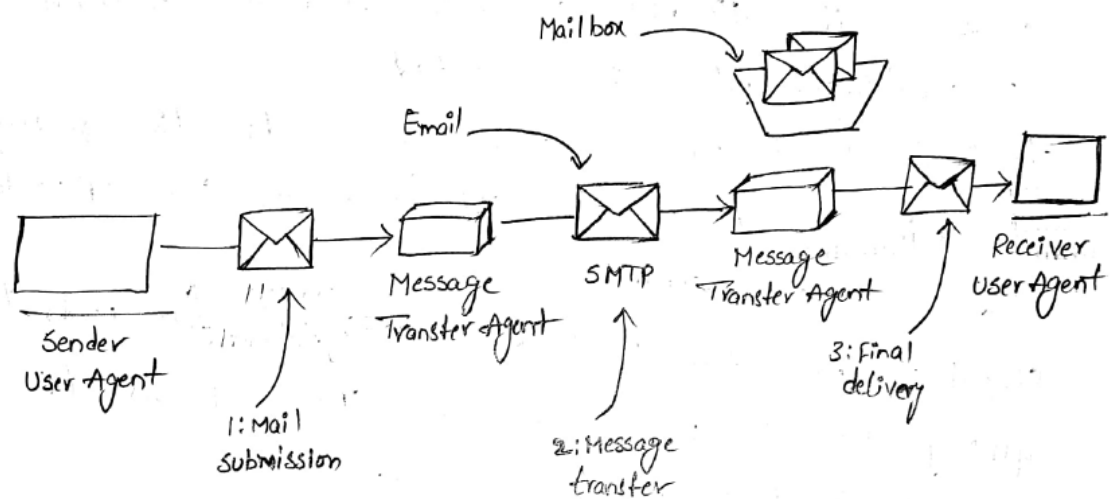 Mailbox
Email
Sender
User Agent
1: Mail
submission
Message
Transfer Agent
SMTP
2: Message
transfer
Message
Transfer Agent
3: Final
delivery
Receiver
User Agent